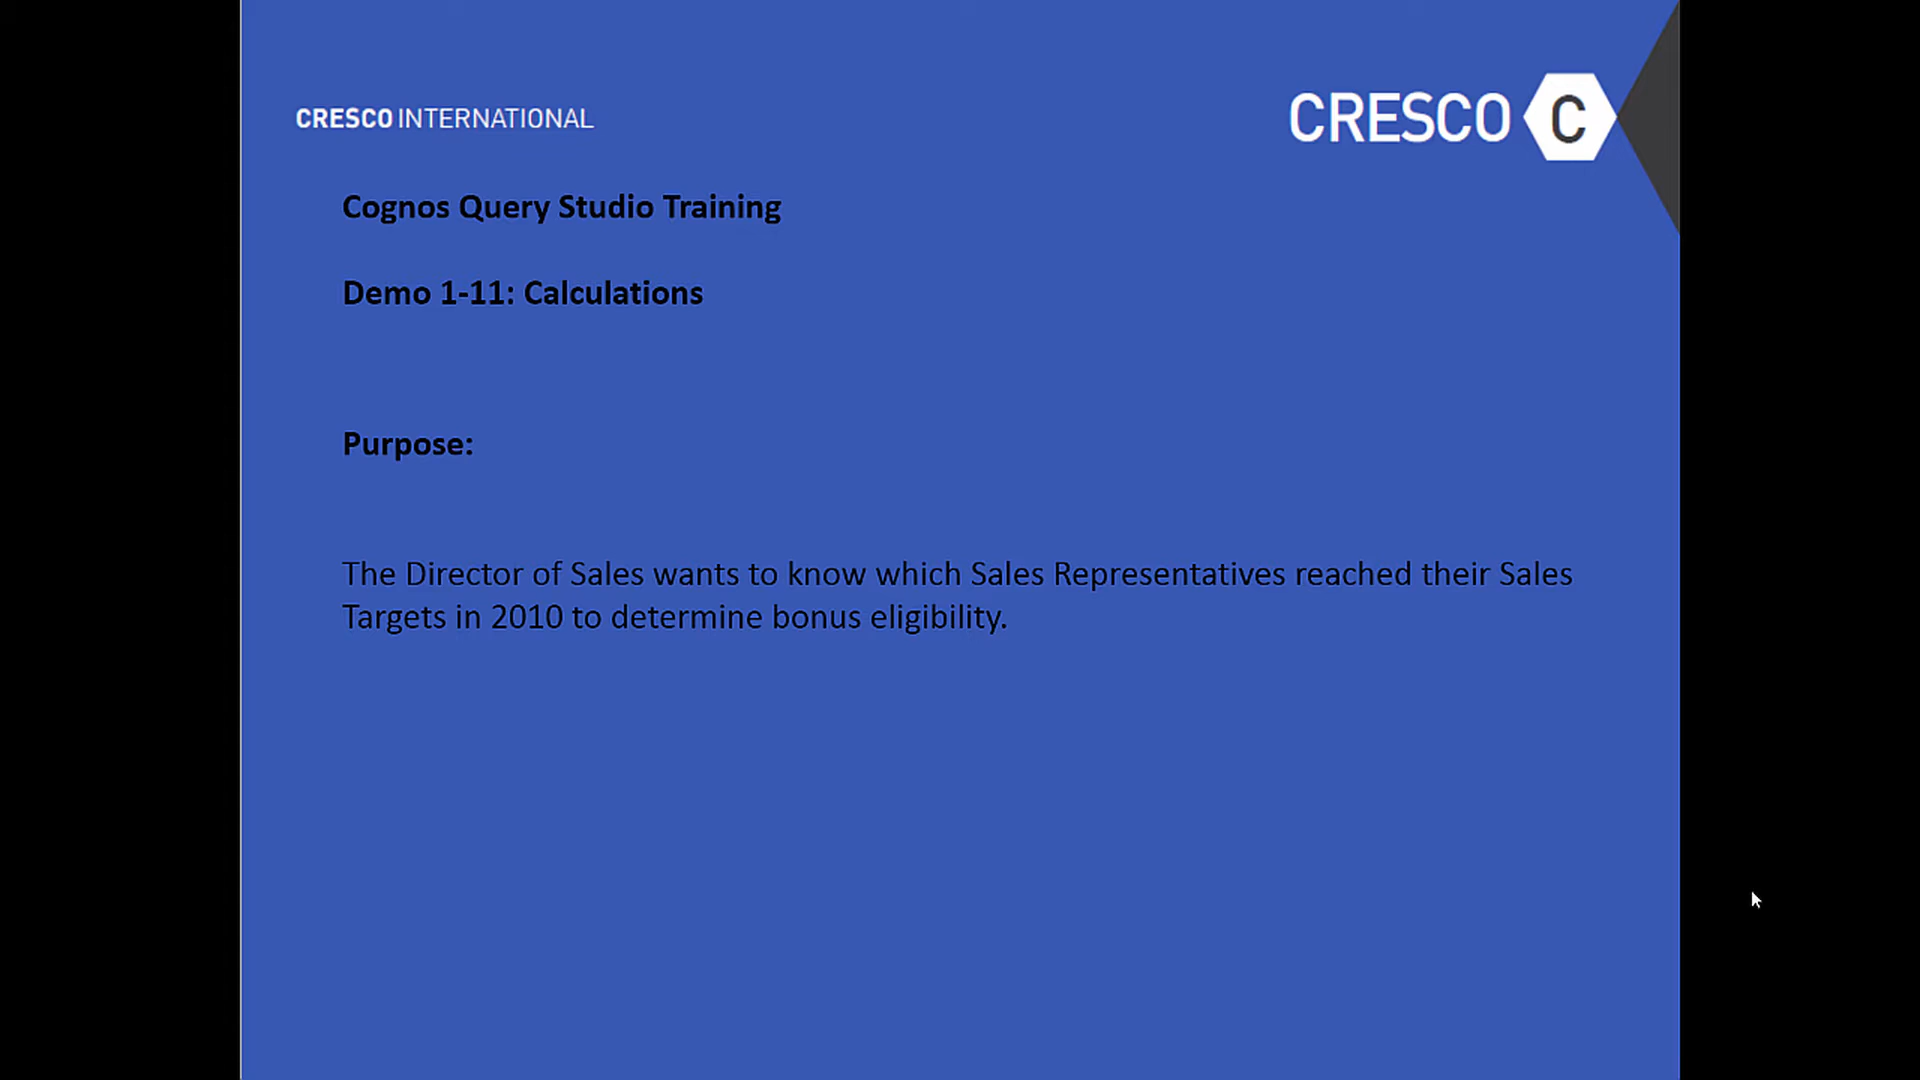 CRESCO INTERNATIONAL
CRESCO C
Cognos Query Studio Training
Demo 1-11: Calculations
Purpose:
The Director of Sales wants to know which Sales Representatives reached their Sales
Targets in 2010 to determine bonus eligibility.